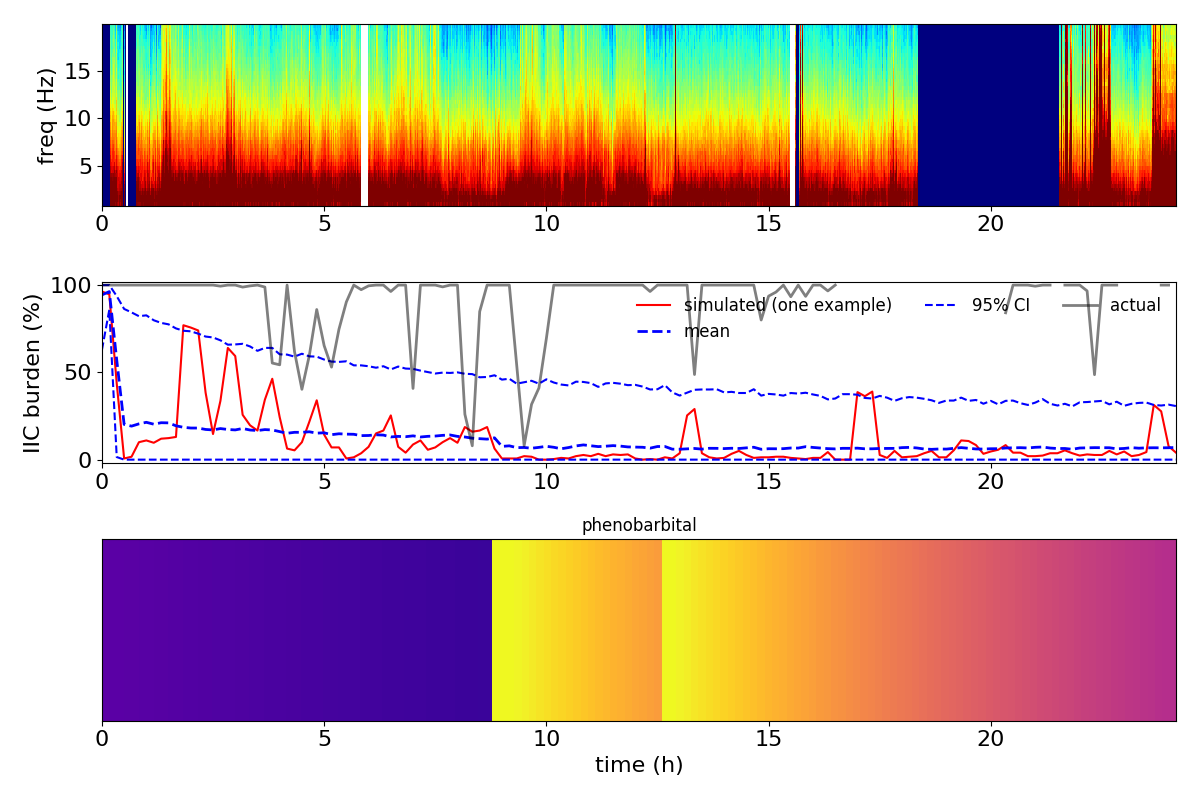 freq (Hz)
15
10
5
0 5 10 15 20
IIC burden (%)
100
50
0
simulated (one example)
mean
95% CI
actual
0 5 10 15 20
phenobarbital
0 5 10 15 20
time (h)